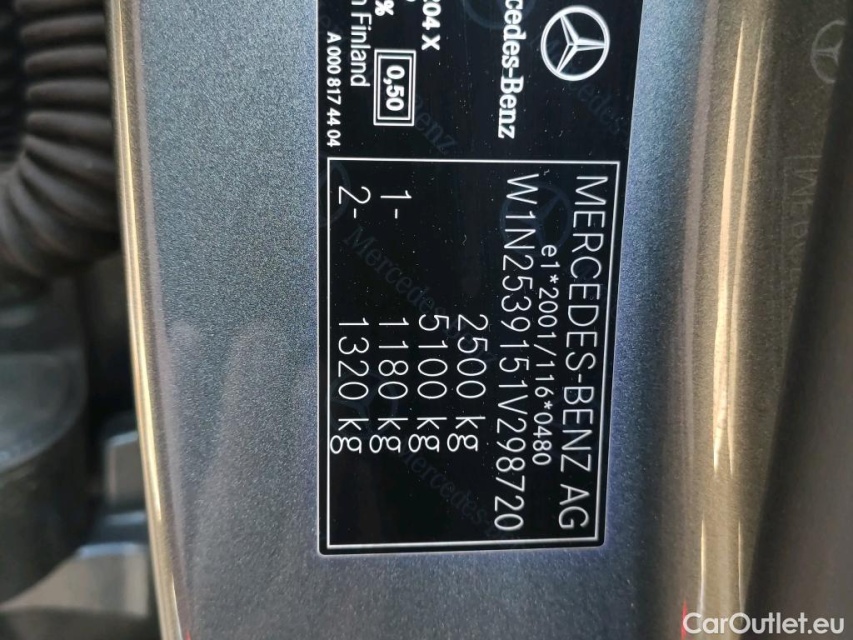 Mercedes-Benz
204 X
%
n Finland
0,50
A 000 817 44 04
MERCEDES-BENZ AG
e1*2001/116*0480
W1N2539151V298720
2500 kg
5100 kg
1- 1180 kg
2- 1320 kg
CarOutlet.eu